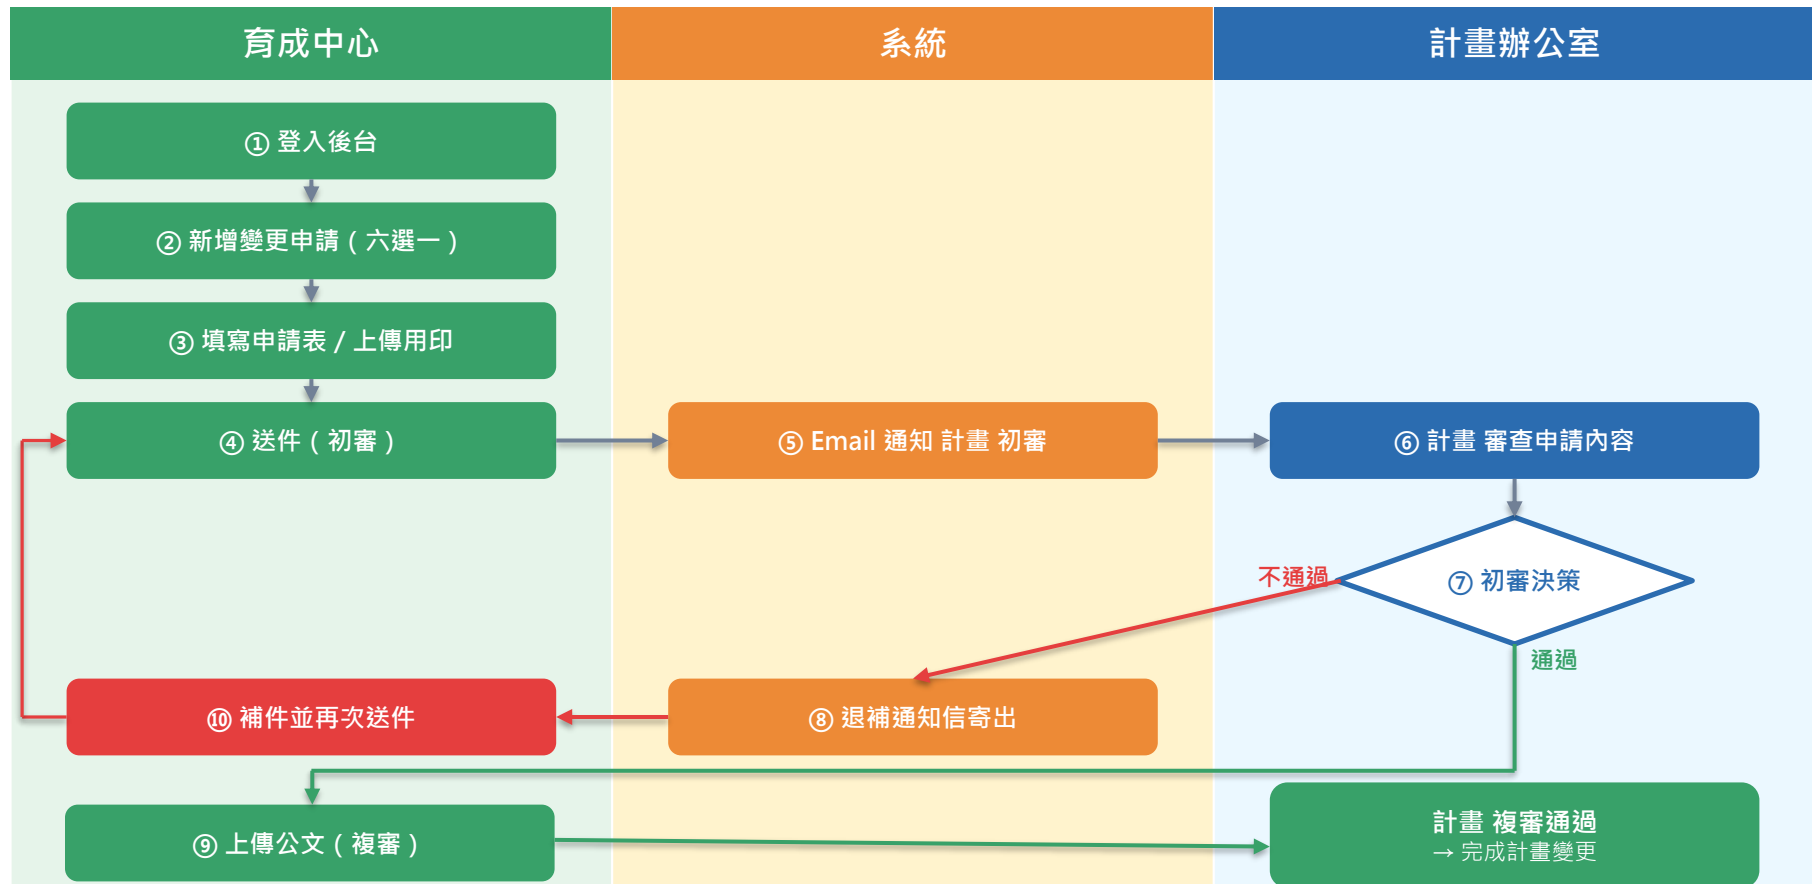 育成中心
系統
計畫辦公室
① 登入後台
② 新增變更申請 ( 六選一 )
③ 填寫申請表 / 上傳用印
④ 送件 ( 初審 )
⑤ Email 通知 計畫 初審
⑥ 計畫 審查申請內容
不通過
⑦ 初審決策
通過
⑩ 補件並再次送件
⑧ 退補通知信寄出
⑨ 上傳公文 ( 複審 )
計畫 複審通過
→ 完成計畫變更